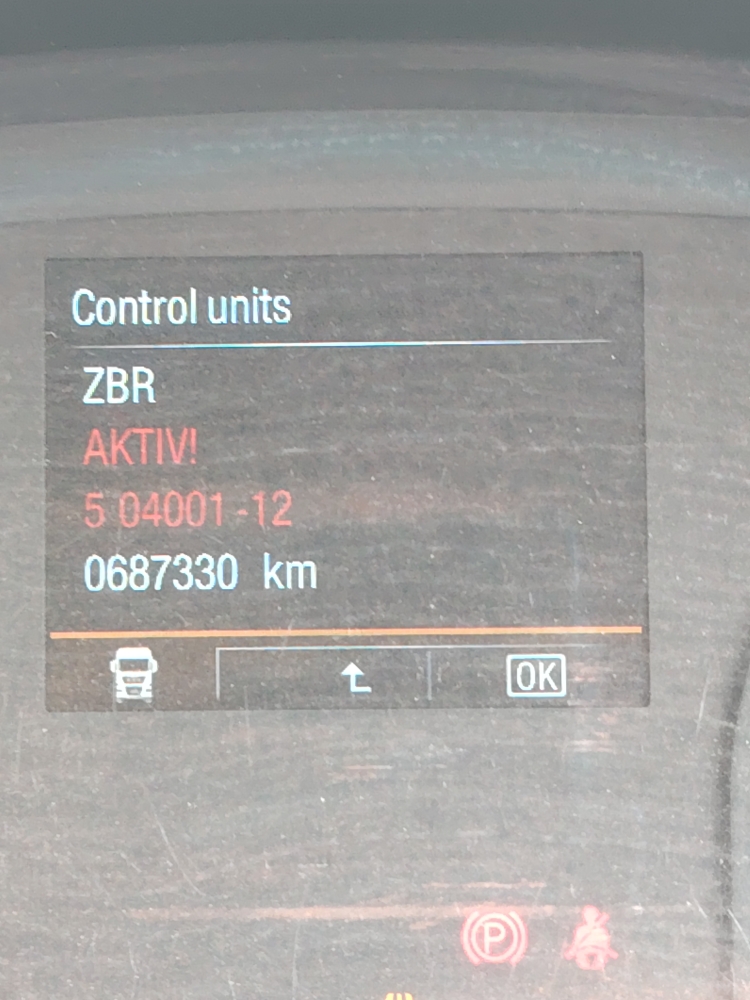 Control units
ZBR
AKTIV!
5 04001-12
0687330 km
OK
P